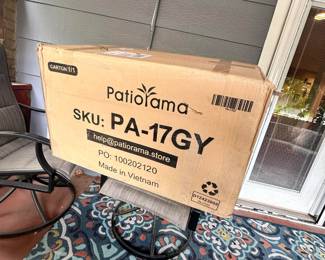 CARTON 1/1
Patiorama
SKU: PA-17GY
help@patiorama.store
PO: 100202120
Made in Vietnam